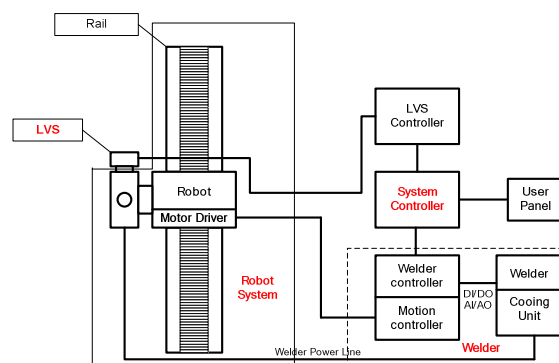 Rail
LVS
LVS
Controller
Robot
System
Controller
User
Panel
Motor Driver
Welder
controller
DI/DO
AI/AO
Welder
Robot
System
Motion
controller
Cooing
Unit
Welder
Welder Power Line